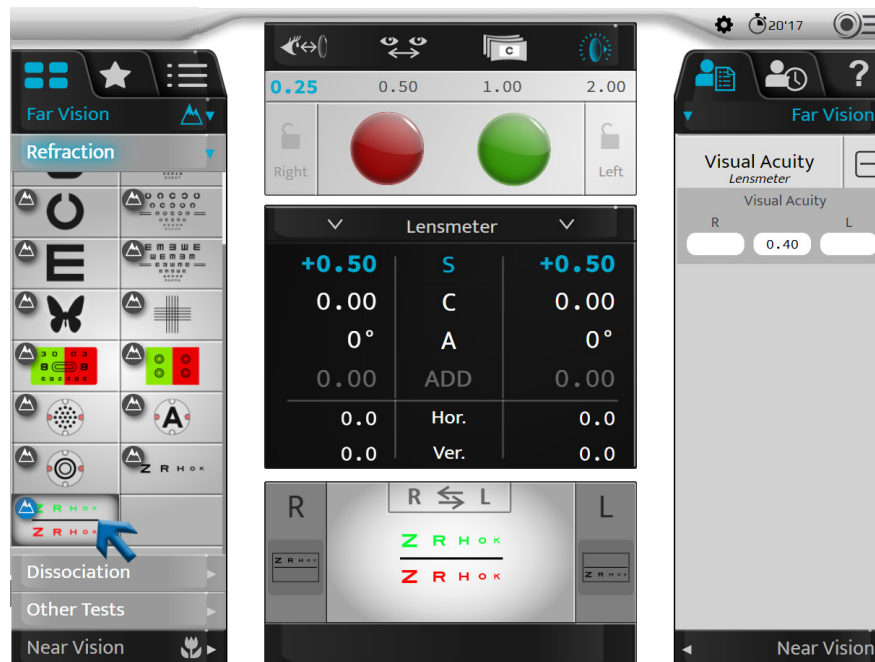 20'17
C
0.25 0.50 1.00 2.00
Far Vision
Refraction
Right
Left
Far Vision
Visual Acuity
Lensmeter
Visual Acuity
R L
0.40
Lensmeter
+0.50 S +0.50
0.00 C 0.00
0° A 0°
0.00 ADD 0.00
0.0 Hor. 0.0
0.0 Ver. 0.0
E
E M E W E
A
Z R H O K
Z R H O K
Z R H O K
Dissociation
Other Tests
Near Vision
R
R L
L
Z R H O K
Z R H O K
Z R H O K
Z R H O K
?
Near Vision